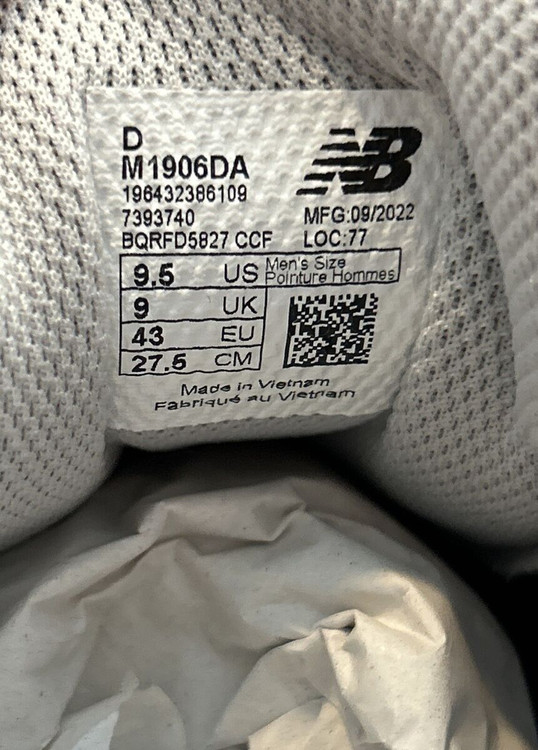 D
M1906DA
NB
196432386109
7393740 MFG:09/2022
BQRFD5827 CCF LOC:77
9.5 US Men's Size
Pointure Hommes
9 UK
43 EU
27.5 CM
Made in Vietnam
Fabriqué au Vietnam